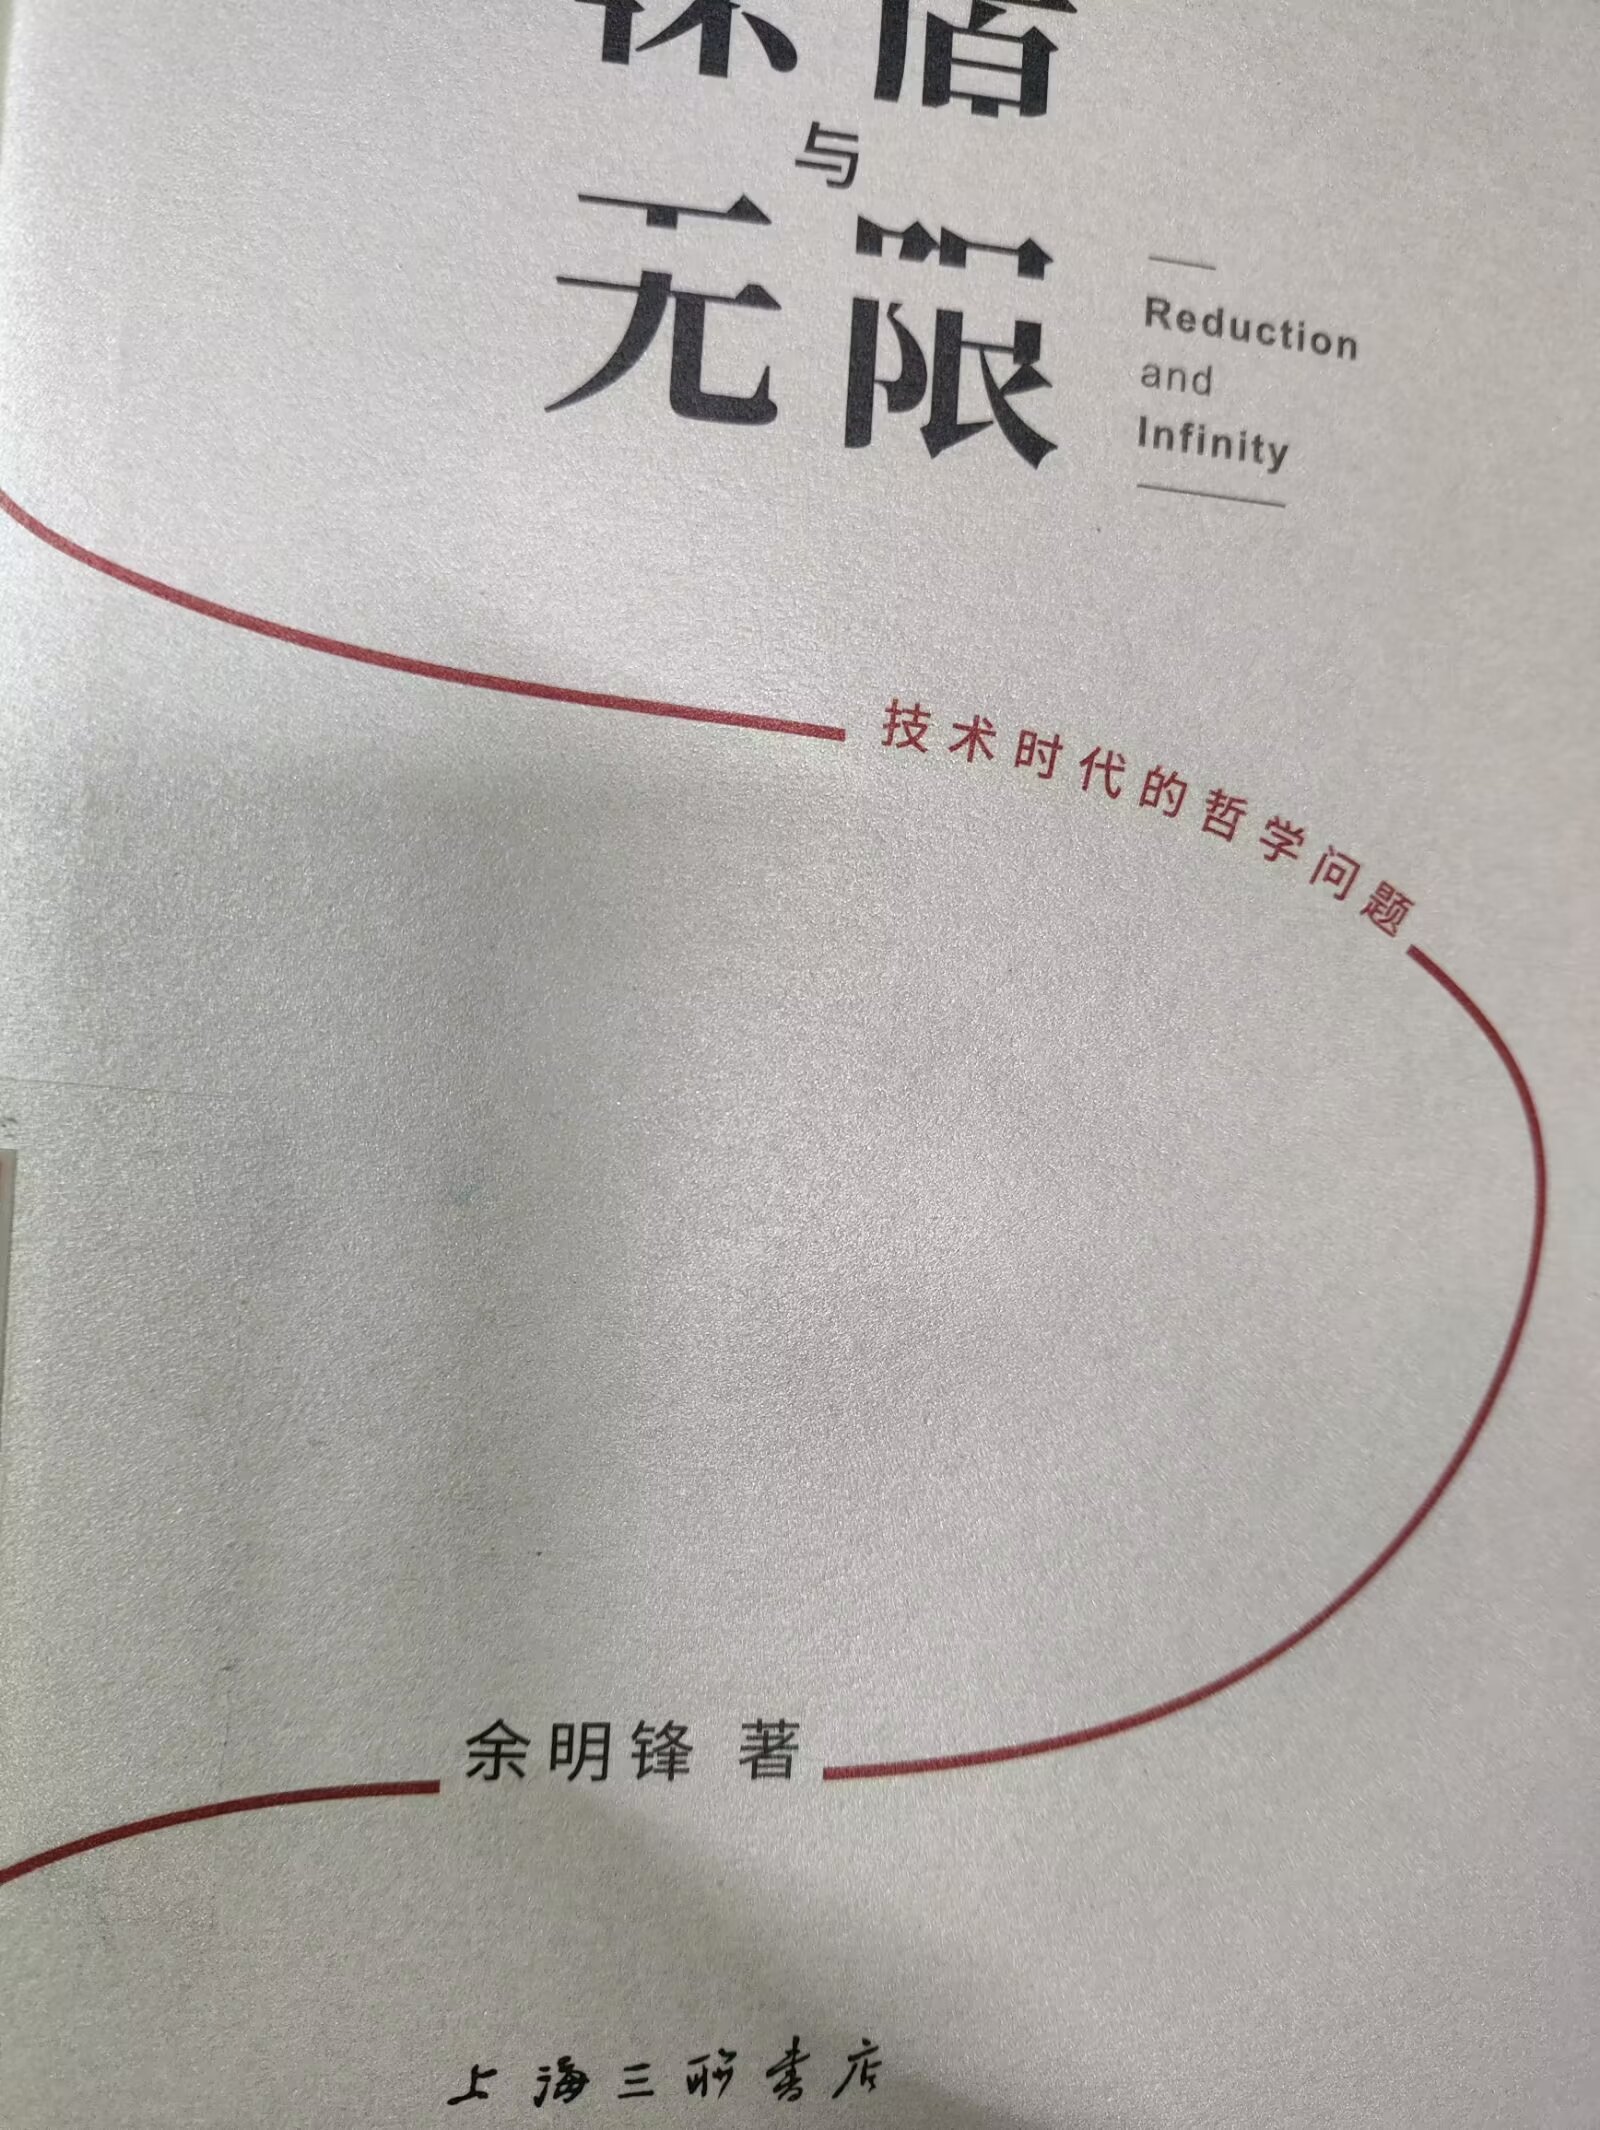 与
无限
Reduction
and
Infinity
技术时代的哲学问题
余明锋 著
上海三联书店